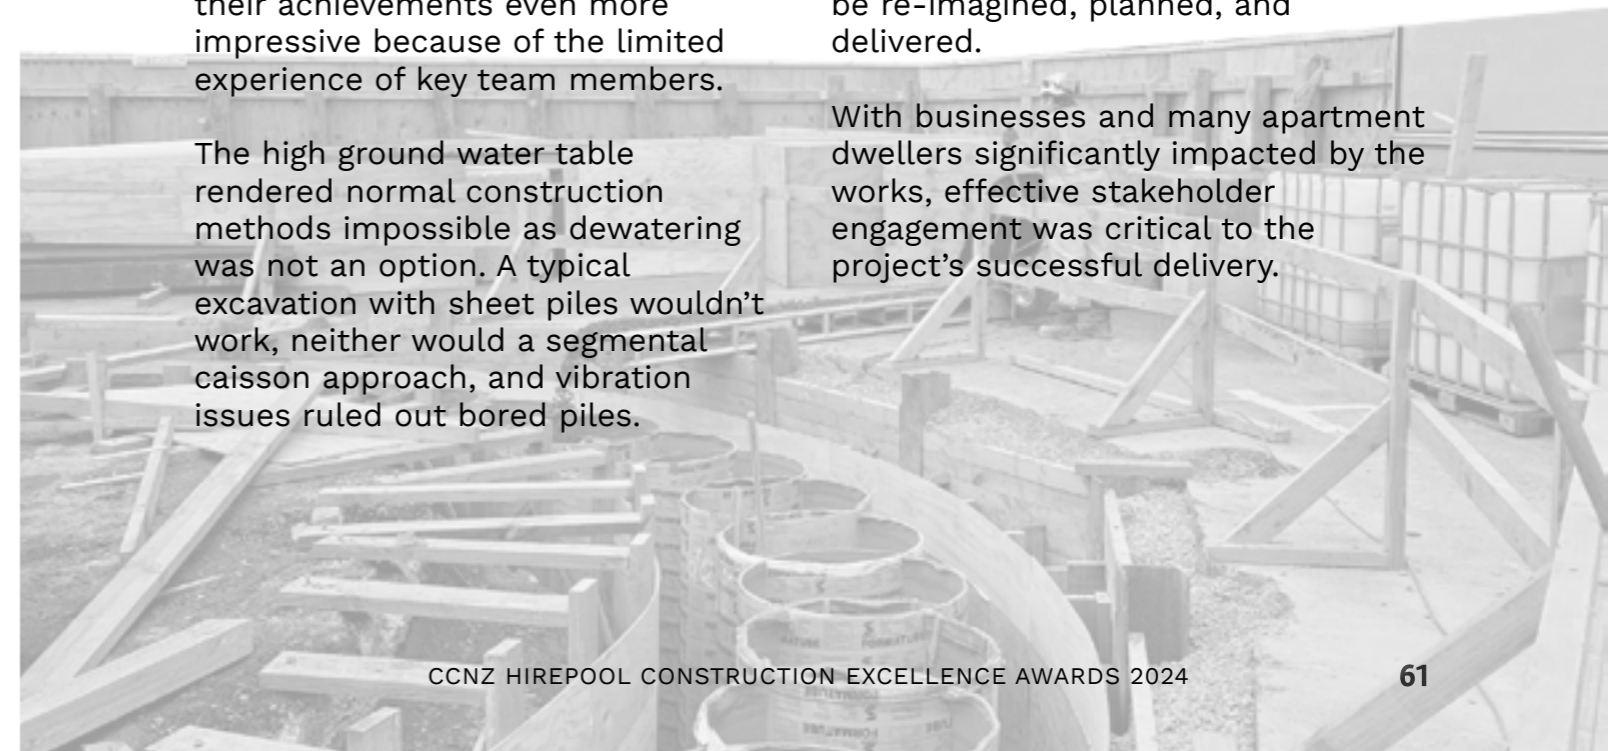 their achievements even more
impressive because of the limited
experience of key team members.
The high ground water table
rendered normal construction
methods impossible as dewatering
was not an option. A typical
excavation with sheet piles wouldn’t
work, neither would a segmental
caisson approach, and vibration
issues ruled out bored piles.
be re-imagined, planned, and
delivered.
With businesses and many apartment
dwellers significantly impacted by the
works, effective stakeholder
engagement was critical to the
project’s successful delivery.
CCNZ HIREPOOL CONSTRUCTION EXCELLENCE AWARDS 2024
61